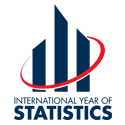 INTERNATIONAL YEAR OF
STATISTICS